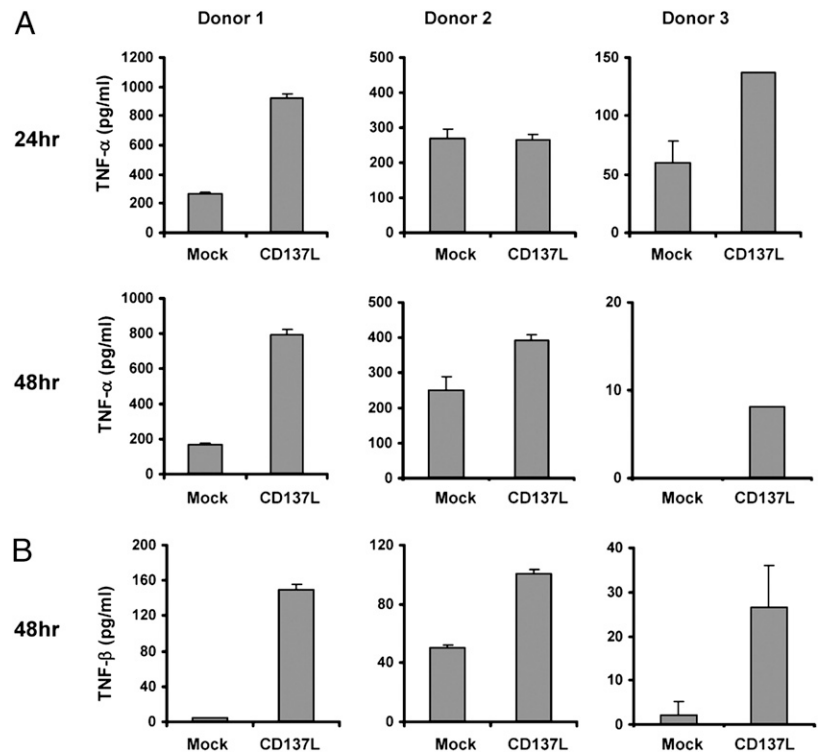 A
Donor 1 Donor 2 Donor 3
24hr
TNF-α (pg/ml)
1200
1000
800
600
400
200
0
Mock CD137L
500
400
300
200
100
0
Mock CD137L
150
100
50
0
Mock CD137L
48hr
TNF-α (pg/ml)
1000
800
600
400
200
0
Mock CD137L
500
400
300
200
100
0
Mock CD137L
20
10
0
Mock CD137L
B
48hr
TNF-β (pg/ml)
200
160
120
80
40
0
Mock CD137L
120
80
40
0
Mock CD137L
40
30
20
10
0
Mock CD137L